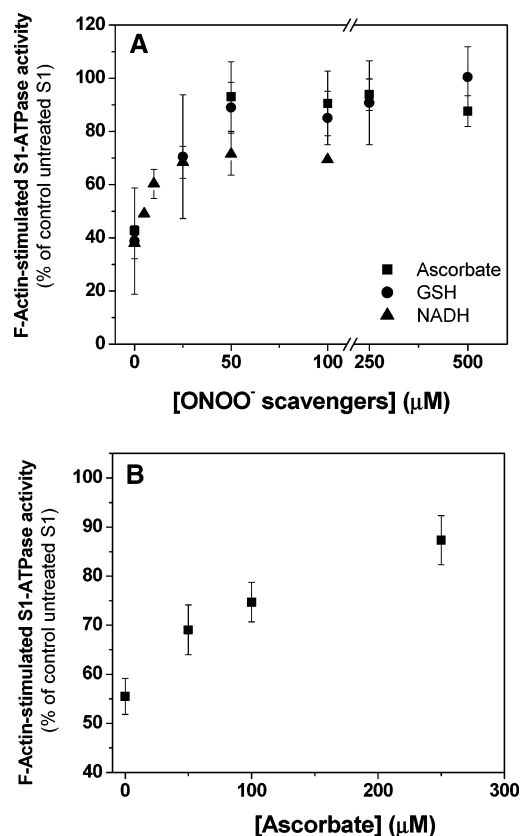 A
F-Actin-stimulated S1-ATPase activity
(% of control untreated S1)
120
100
80
60
40
20
0
Ascorbate
GSH
NADH
0
50
100
250
500
[ONOO⁻ scavengers] (μM)
B
F-Actin-stimulated S1-ATPase activity
(% of control untreated S1)
100
90
80
70
60
50
40
0
100
200
300
[Ascorbate] (μM)